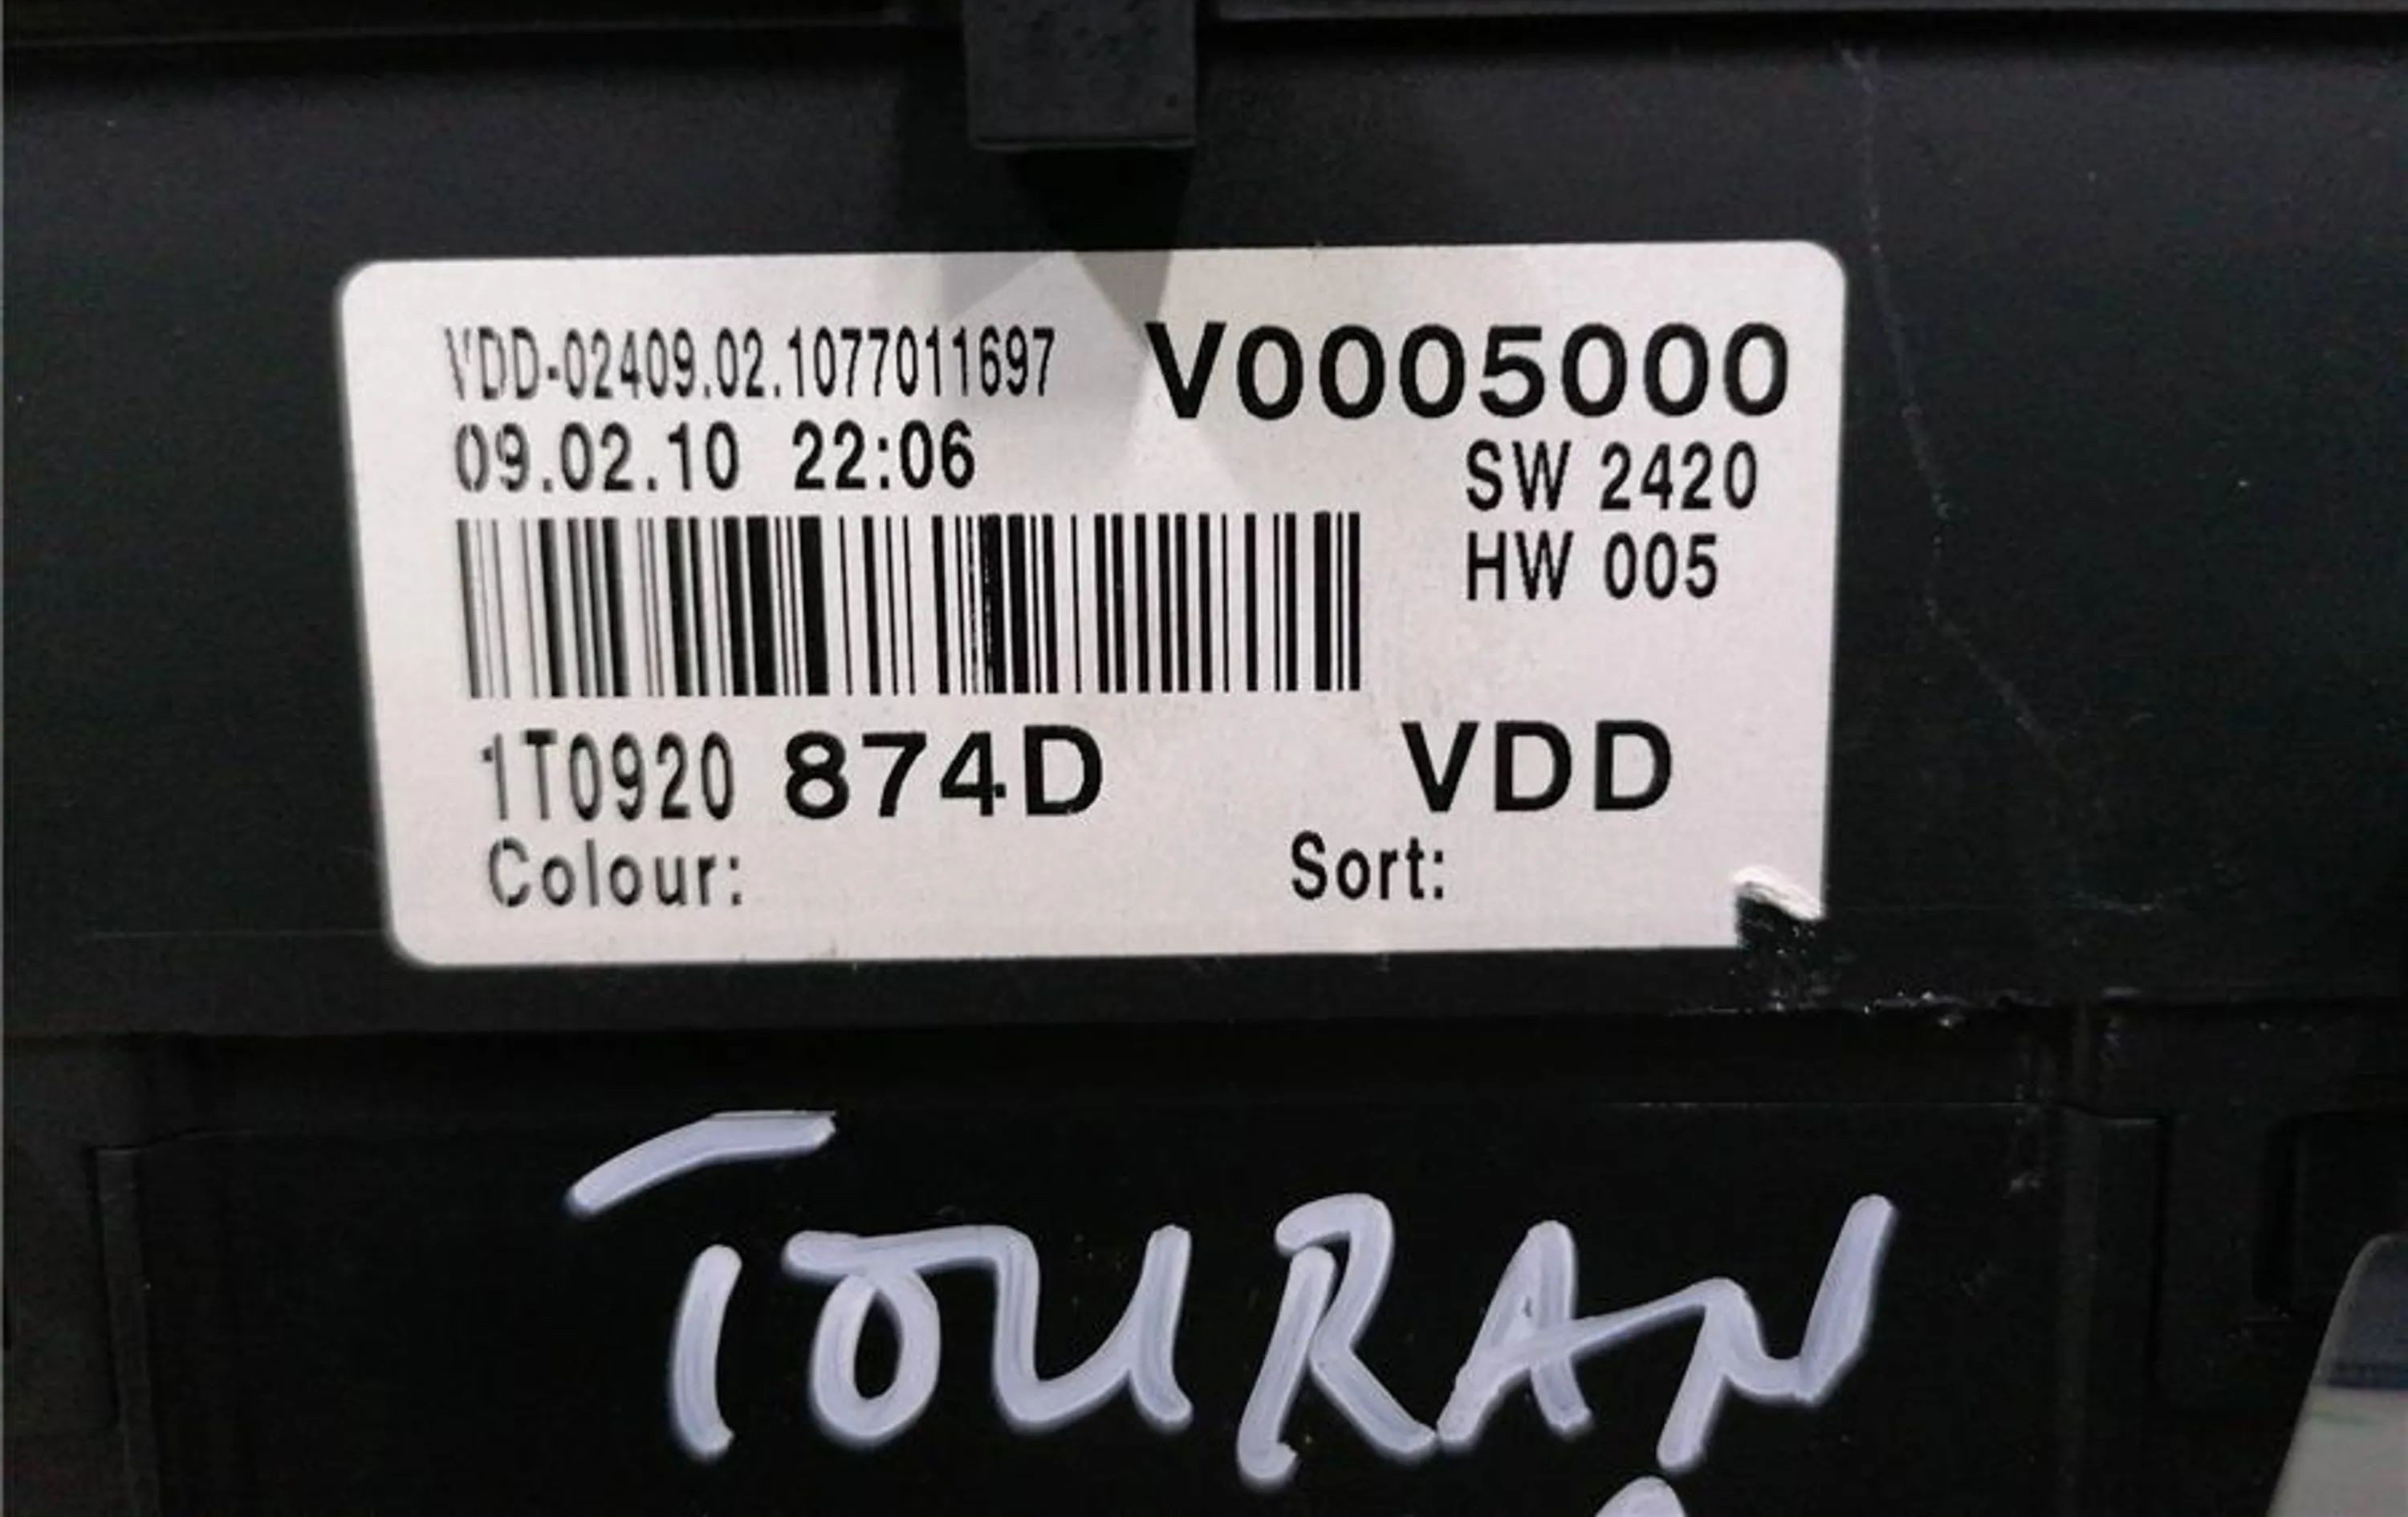 VDD-02409.02.1077011697 V0005000
09.02.10 22:06 SW 2420
HW 005
1T0920 874D VDD
Colour: Sort:
TOURAN